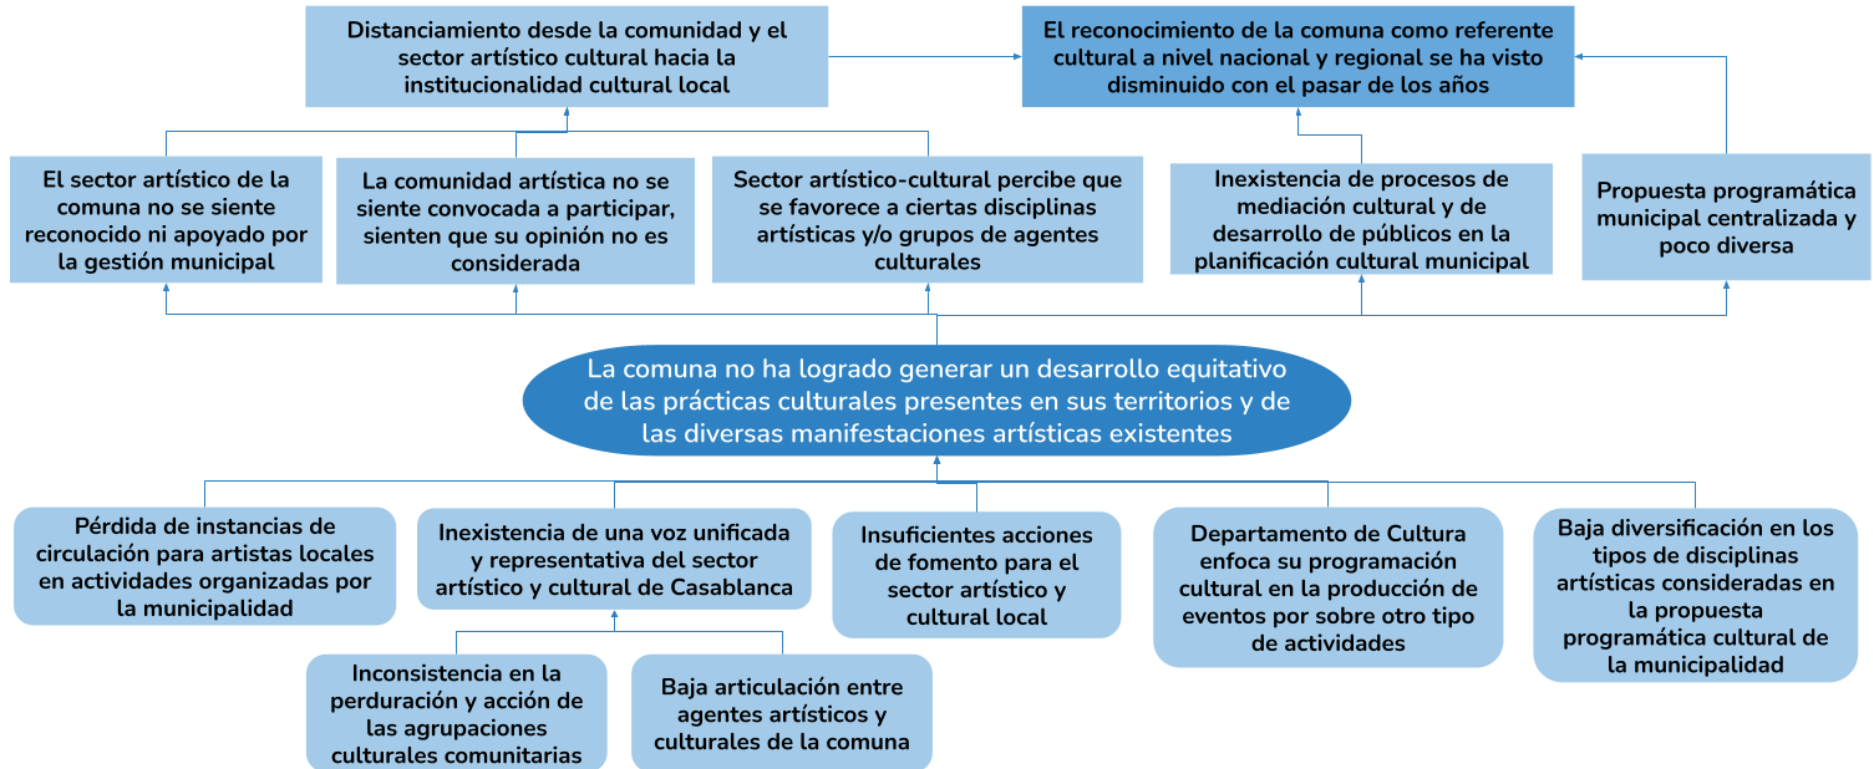 Distanciamiento desde la comunidad y el
sector artístico cultural hacia la
institucionalidad cultural local
El reconocimiento de la comuna como referente
cultural a nivel nacional y regional se ha visto
disminuido con el pasar de los años
El sector artístico de la
comuna no se siente
reconocido ni apoyado por
la gestión municipal
La comunidad artística no se
siente convocada a participar,
sienten que su opinión no es
considerada
Sector artístico-cultural percibe que
se favorece a ciertas disciplinas
artísticas y/o grupos de agentes
culturales
Inexistencia de procesos de
mediación cultural y de
desarrollo de públicos en la
planificación cultural municipal
Propuesta programática
municipal centralizada y
poco diversa
La comuna no ha logrado generar un desarrollo equitativo
de las prácticas culturales presentes en sus territorios y de
las diversas manifestaciones artísticas existentes
Pérdida de instancias de
circulación para artistas locales
en actividades organizadas por
la municipalidad
Inexistencia de una voz unificada
y representativa del sector
artístico y cultural de Casablanca
Insuficientes acciones
de fomento para el
sector artístico y
cultural local
Departamento de Cultura
enfoca su programación
cultural en la producción de
eventos por sobre otro tipo
de actividades
Baja diversificación en los
tipos de disciplinas
artísticas consideradas en
la propuesta
programática cultural de
la municipalidad
Inconsistencia en la
perduración y acción de
las agrupaciones
culturales comunitarias
Baja articulación entre
agentes artísticos y
culturales de la comuna